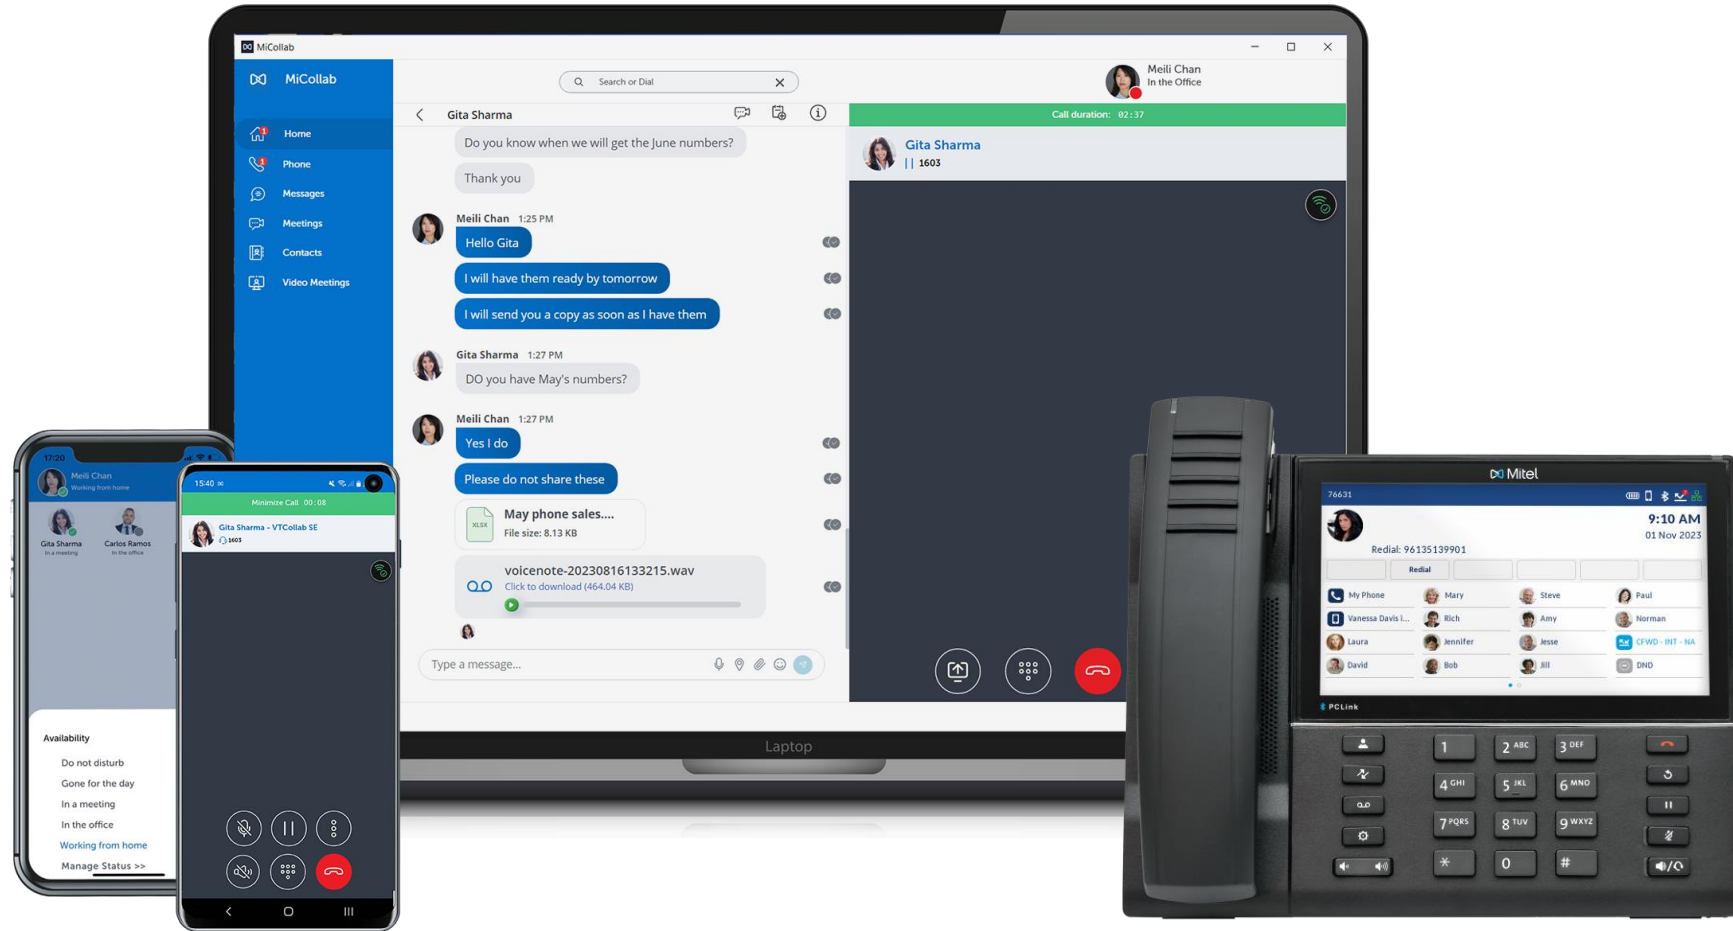 MiCollab
MiCollab
Home
Phone
Messages
Meetings
Contacts
Video Meetings
Search or Dial
Meili Chan
In the Office
Gita Sharma
Do you know when we will get the June numbers?
Thank you
Meili Chan 1:25 PM
Hello Gita
I will have them ready by tomorrow
I will send you a copy as soon as I have them
Gita Sharma 1:27 PM
DO you have May's numbers?
Meili Chan 1:27 PM
Yes I do
Please do not share these
XLSX
May phone sales....
File size: 8.13 KB
voicenote-20230816133215.wav
Click to download (464.04 KB)
Type a message...
Call duration: 02:37
Gita Sharma
1603
Laptop
17:20
Meili Chan
Working from home
Gita Sharma
In a meeting
Carlos Ramos
In the office
Availability
Do not disturb
Gone for the day
In a meeting
In the office
Working from home
Manage Status >>
15:40
Minimize Call 00:08
Gita Sharma - VTCollab SE
1603
Mitel
76631
9:10 AM
01 Nov 2023
Redial: 96135139901
Redial
My Phone Mary Steve Paul
Vanessa Davis i... Rich Amy Norman
Laura Jennifer Jesse CFWD - INT - NA
David Bob Jill DND
PCLink
1 2 ABC 3 DEF
4 GHI 5 JKL 6 MNO
7 PQRS 8 TUV 9 WXYZ
* 0 #